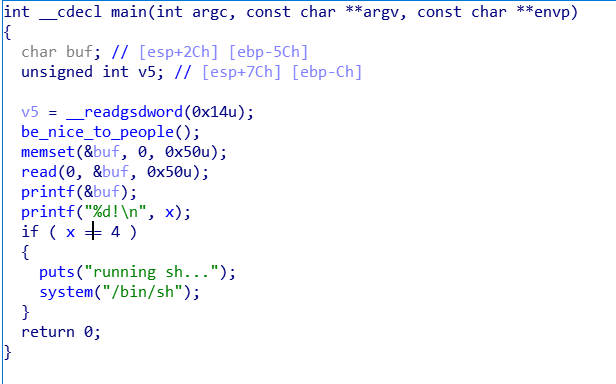 int __cdecl main(int argc, const char **argv, const char **envp)
{
  char buf; // [esp+2Ch] [ebp-5Ch]
  unsigned int v5; // [esp+7Ch] [ebp-Ch]

  v5 = __readgsdword(0x14u);
  be_nice_to_people();
  memset(&buf, 0, 0x50u);
  read(0, &buf, 0x50u);
  printf(&buf);
  printf("%d!\n", x);
  if ( x == 4 )
  {
    puts("running sh...");
    system("/bin/sh");
  }
  return 0;
}